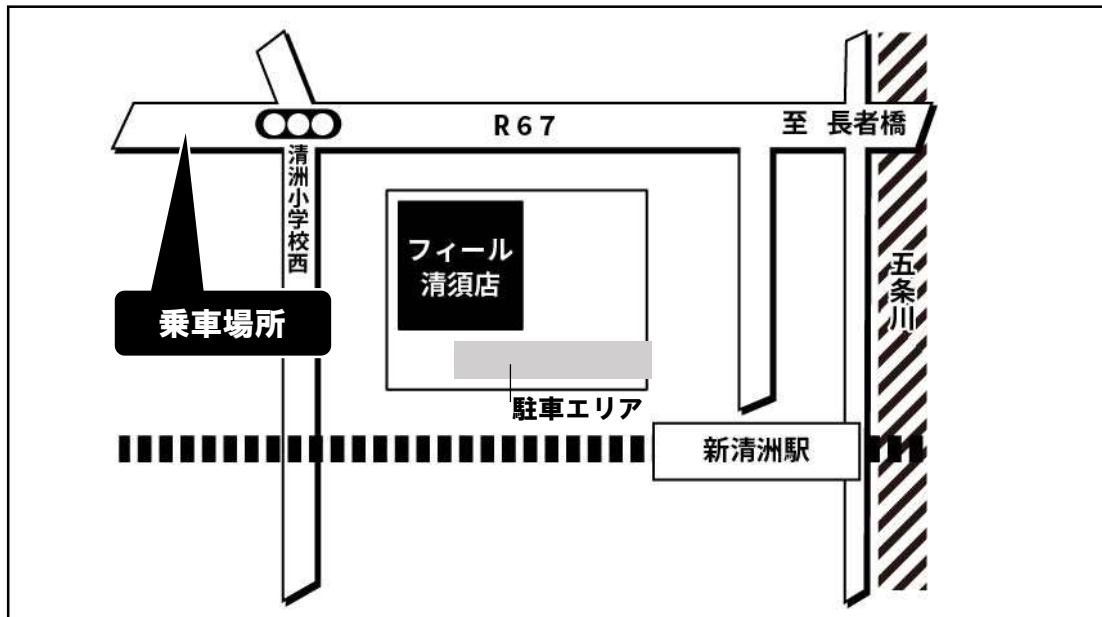 R67
至 長者橋
清洲小学校西
フィール
清須店
五条川
乗車場所
駐車エリア
新清洲駅